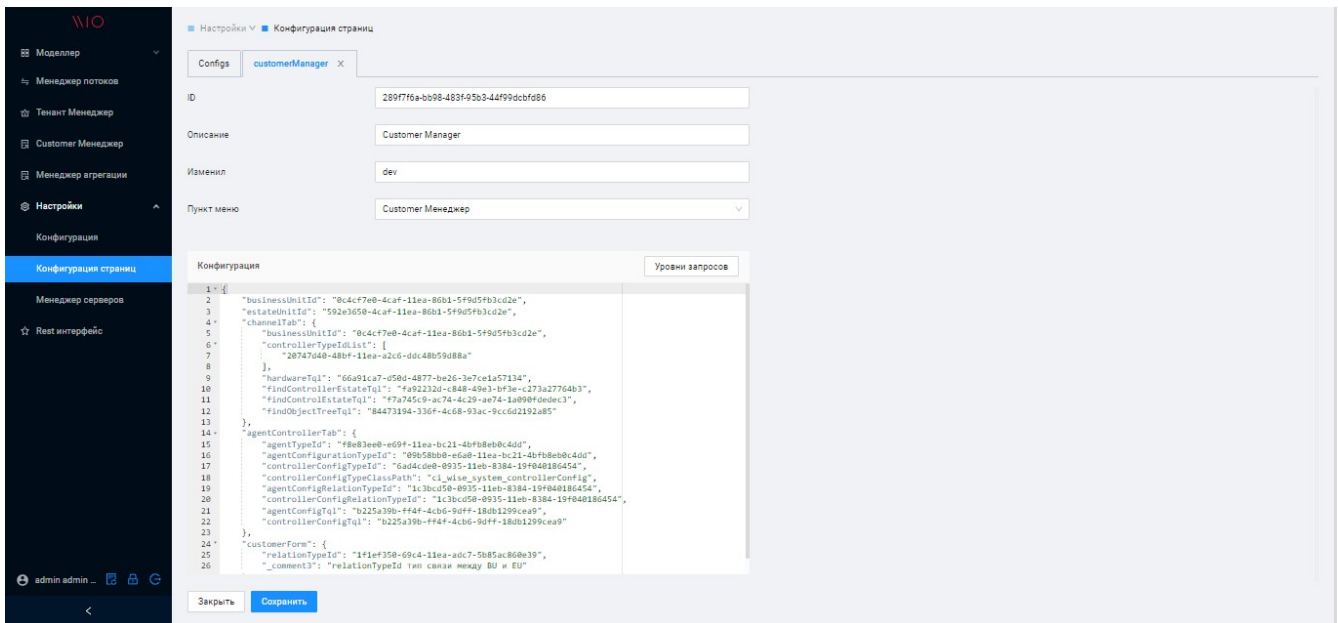 WIO
Настройки Конфигурация страниц
Моделлер
Менеджер потоков
Тенант Менеджер
Customer Менеджер
Менеджер агрегации
Настройки
Конфигурация
Конфигурация страниц
Менеджер серверов
Rest интерфейс
admin admin ...
Configs customerManager X
ID 289f7f6a-bb98-483f-95b3-44f99dcbfd86
Описание Customer Manager
Изменил dev
Пункт меню Customer Менеджер
Конфигурация Уровни запросов
1 {
2 "businessUnitId": "0c4cf7e0-4caf-11ea-86b1-5f9d5fb3cd2e",
3 "estateUnitId": "592e3650-4caf-11ea-86b1-5f9d5fb3cd2e",
4 "channelTab": {
5 "businessUnitId": "0c4cf7e0-4caf-11ea-86b1-5f9d5fb3cd2e",
6 "controllerTypeIdList": [
7 "20747d40-48bf-11ea-a2c6-ddc48b59d88a"
8 ],
9 "hardwareTql": "66a91ca7-d50d-4877-be26-3e7ce1a57134",
10 "findControllerEstateTql": "fa92232d-c848-49e3-bf3e-c273a27764b3",
11 "findControlEstateTql": "f7a745c9-ac74-4c29-ae74-1a090fdedec3",
12 "findObjectTreeTql": "84473194-336f-4c68-93ac-9cc6d2192a85"
13 },
14 "agentControllerTab": {
15 "agentTypeId": "f8e83ee0-e69f-11ea-bc21-4bfb8eb0c4dd",
16 "agentConfigurationTypeId": "09b58bb0-e6a0-11ea-bc21-4bfb8eb0c4dd",
17 "controllerConfigTypeId": "6ad4cde0-0935-11eb-8384-19f040186454",
18 "controllerConfigTypeClassPath": "ci_wise_system_controllerConfig",
19 "agentConfigRelationTypeId": "1c3bcd50-0935-11eb-8384-19f040186454",
20 "controllerConfigRelationTypeId": "1c3bcd50-0935-11eb-8384-19f040186454",
21 "agentConfigTql": "b225a39b-ff4f-4cb6-9dff-18db1299cea9",
22 "controllerConfigTql": "b225a39b-ff4f-4cb6-9dff-18db1299cea9"
23 },
24 "customerForm": {
25 "relationTypeId": "1f1ef350-69c4-11ea-adc7-5b85ac860e39",
26 "_comment3": "relationTypeId тип связи между BU и EU"
Закрыть Сохранить